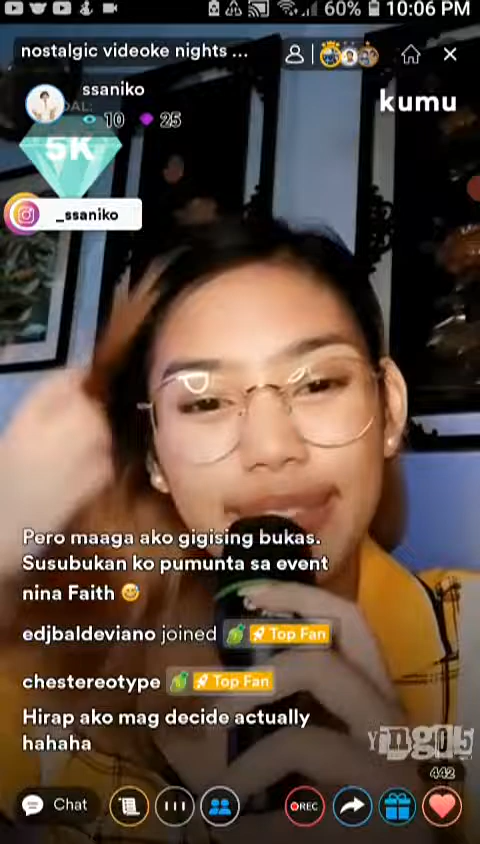 60% 10:06 PM
nostalgic videoke nights ...
ssaniko
10 25
kumu
5K
_ssaniko
Pero maaga ako gigising bukas.
Susubukan ko pumunta sa event
nina Faith 😅
edjbaldeviano joined Top Fan
chestereotype Top Fan
Hirap ako mag decide actually
hahaha
442
Chat
REC